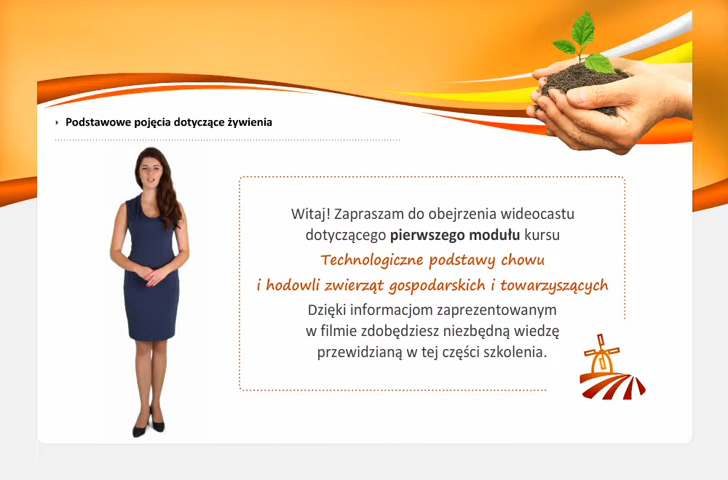 Podstawowe pojęcia dotyczące żywienia
Witaj! Zapraszam do obejrzenia wideocastu
dotyczącego pierwszego modułu kursu
Technologiczne podstawy chowu
i hodowli zwierząt gospodarskich i towarzyszących
Dzięki informacjom zaprezentowanym
w filmie zdobędziesz niezbędną wiedzę
przewidzianą w tej części szkolenia.